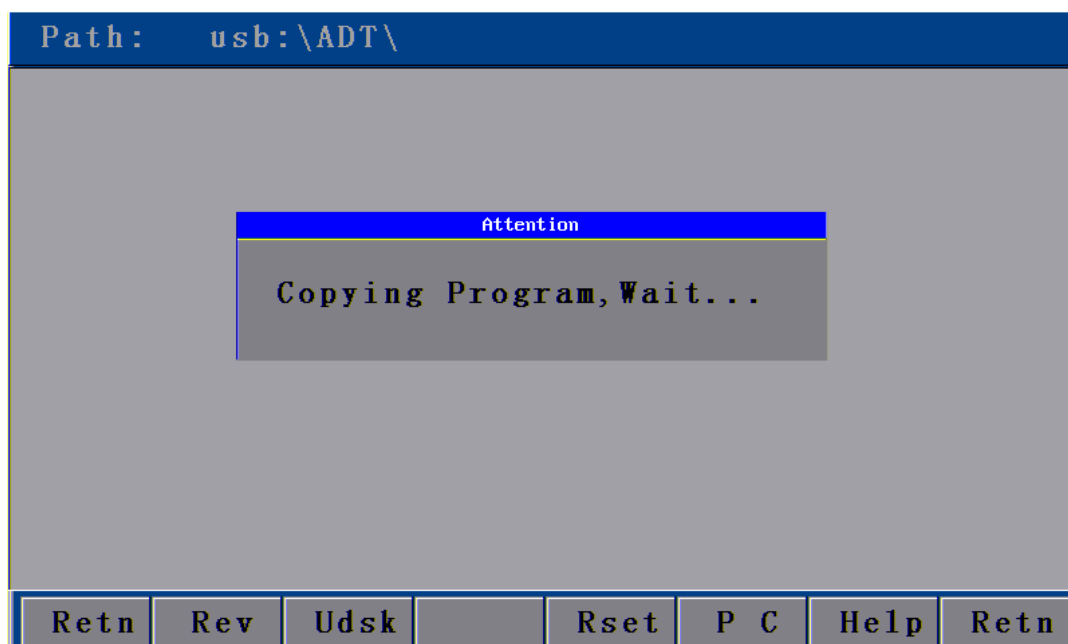 Path: usb:\ADT\
Attention
Copying Program,Wait...
Retn Rev Udsk Rset P C Help Retn